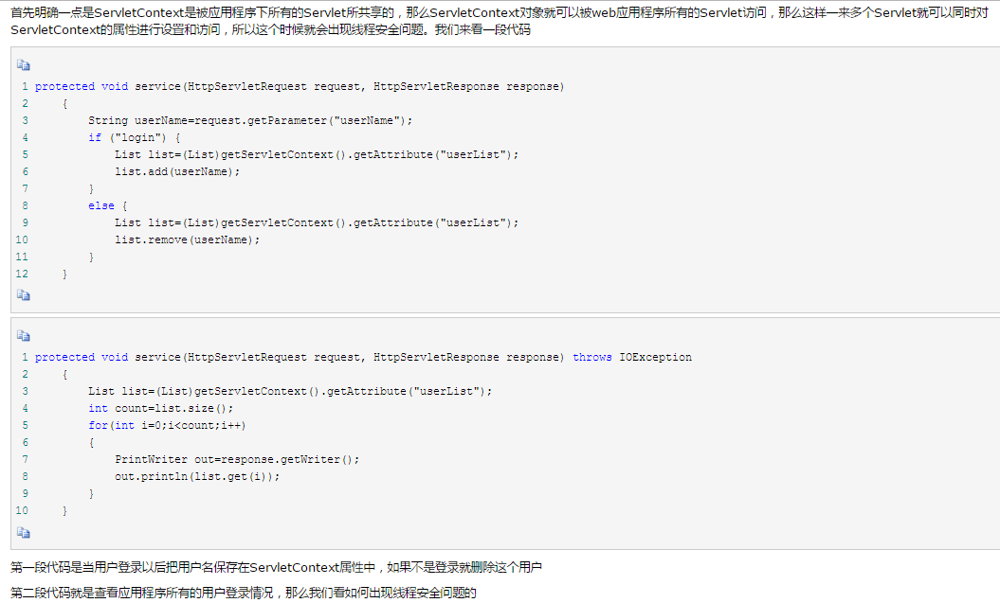 首先明确一点是ServletContext是被应用程序下所有的Servlet所共享的，那么ServletContext对象就可以被web应用程序所有的Servlet访问，那么这样一来多个Servlet就可以同时对
ServletContext的属性进行设置和访问，所以这个时候就会出现线程安全问题。我们来看一段代码
1 protected void service(HttpServletRequest request, HttpServletResponse response)
2     {
3         String userName=request.getParameter("userName");
4         if ("login") {
5             List list=(List)getServletContext().getAttribute("userList");
6             list.add(userName);
7         }
8         else {
9             List list=(List)getServletContext().getAttribute("userList");
10             list.remove(userName);
11         }
12     }
1 protected void service(HttpServletRequest request, HttpServletResponse response) throws IOException
2     {
3         List list=(List)getServletContext().getAttribute("userList");
4         int count=list.size();
5         for(int i=0;i<count;i++)
6         {
7             PrintWriter out=response.getWriter();
8             out.println(list.get(i));
9         }
10     }
第一段代码是当用户登录以后把用户名保存在ServletContext属性中，如果不是登录就删除这个用户
第二段代码就是查看应用程序所有的用户登录情况，那么我们看如何出现线程安全问题的